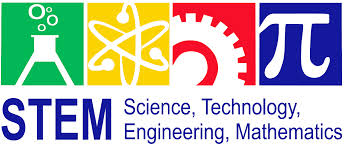 π
STEM
Science, Technology,
Engineering, Mathematics